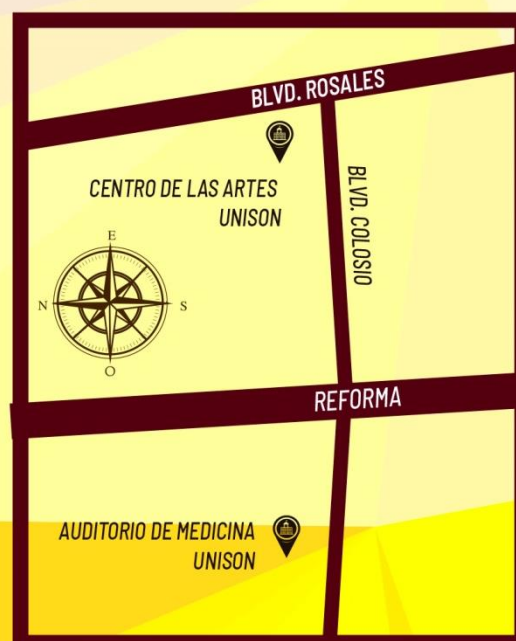 BLVD. ROSALES
CENTRO DE LAS ARTES
UNISON
BLVD. COLOSIO
E
N
S
O
REFORMA
AUDITORIO DE MEDICINA
UNISON